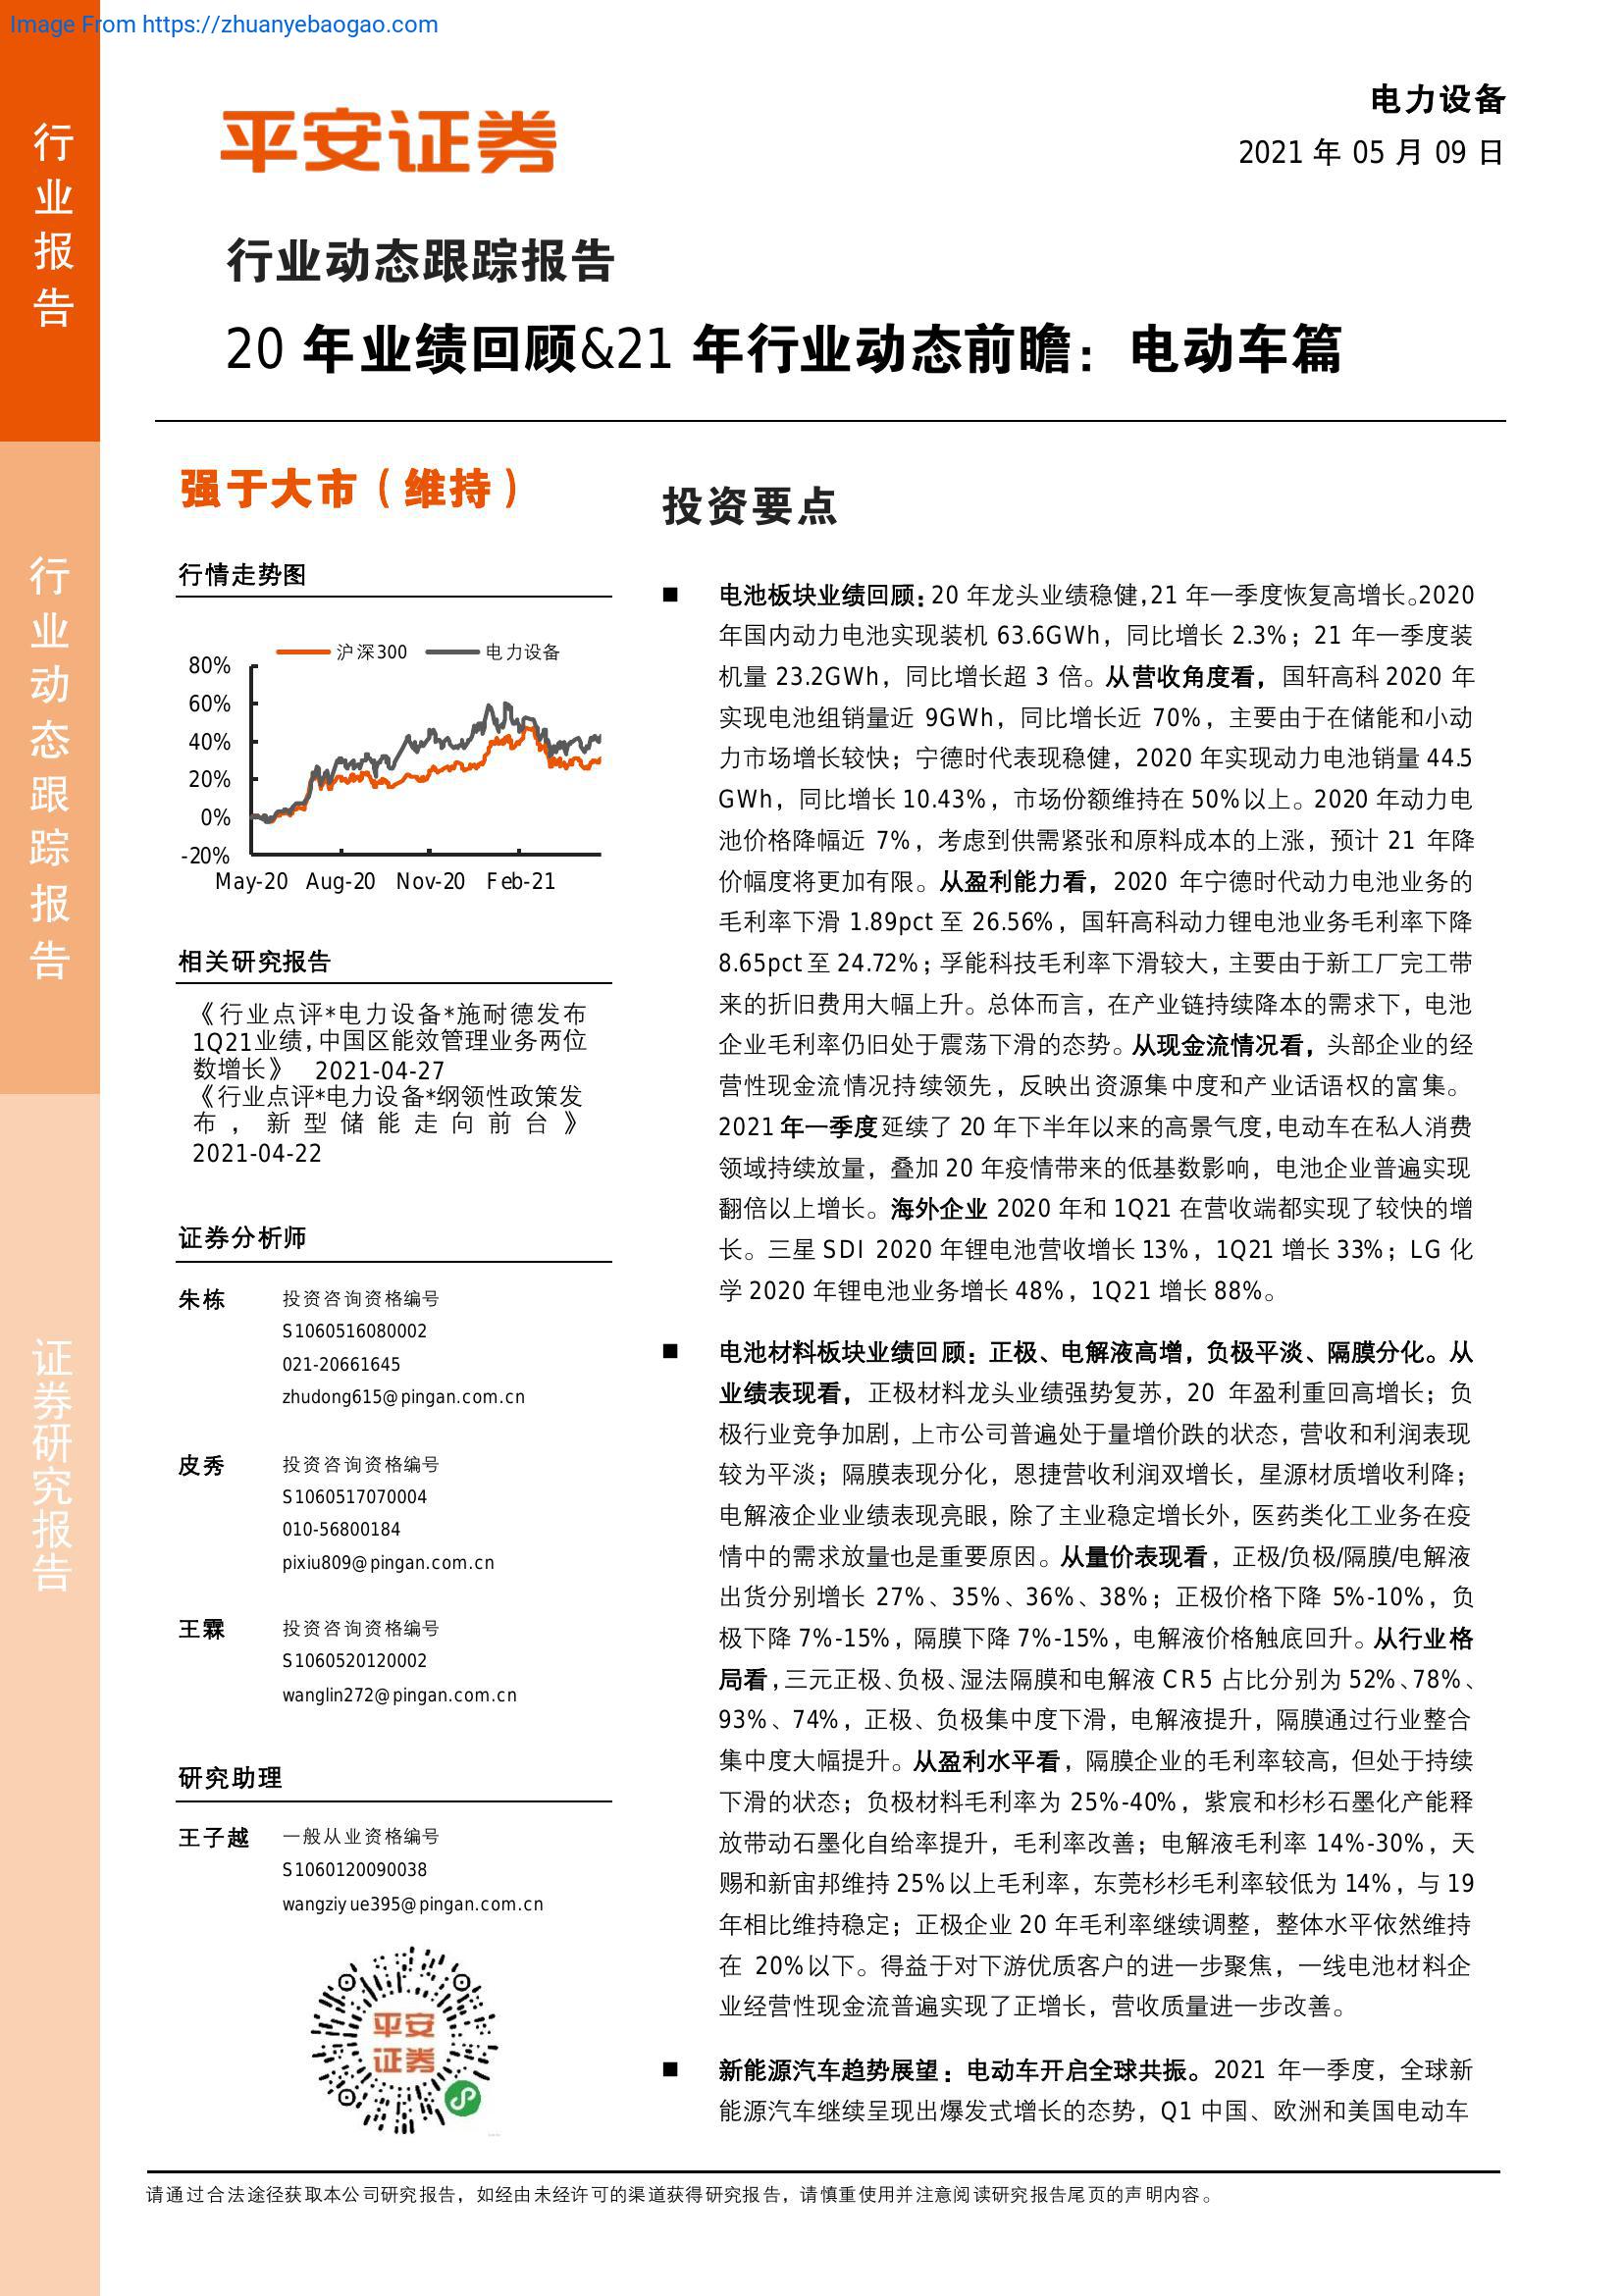 Image From https://zhuanyebaogao.com
行业报告
行业动态跟踪报告
证券研究报告
平安证券
电力设备
2021 年 05 月 09 日
行业动态跟踪报告
20 年业绩回顾&21 年行业动态前瞻：电动车篇
强于大市（维持）
行情走势图
沪深300 电力设备
80%
60%
40%
20%
0%
-20%
May-20 Aug-20 Nov-20 Feb-21
相关研究报告
《行业点评*电力设备*施耐德发布
1Q21业绩，中国区能效管理业务两位
数增长》 2021-04-27
《行业点评*电力设备*纲领性政策发
布，新型储能走向前台》
2021-04-22
证券分析师
朱栋 投资咨询资格编号
S1060516080002
021-20661645
zhudong615@pingan.com.cn
皮秀 投资咨询资格编号
S1060517070004
010-56800184
pixiu809@pingan.com.cn
王霖 投资咨询资格编号
S1060520120002
wanglin272@pingan.com.cn
研究助理
王子越 一般从业资格编号
S1060120090038
wangziyue395@pingan.com.cn
平安
证券
投资要点
■ 电池板块业绩回顾：20 年龙头业绩稳健，21 年一季度恢复高增长。2020
年国内动力电池实现装机 63.6GWh，同比增长 2.3%；21 年一季度装
机量 23.2GWh，同比增长超 3 倍。从营收角度看，国轩高科 2020 年
实现电池组销量近 9GWh，同比增长近 70%，主要由于在储能和小动
力市场增长较快；宁德时代表现稳健，2020 年实现动力电池销量 44.5
GWh，同比增长 10.43%，市场份额维持在 50%以上。2020 年动力电
池价格降幅近 7%，考虑到供需紧张和原料成本的上涨，预计 21 年降
价幅度将更加有限。从盈利能力看，2020 年宁德时代动力电池业务的
毛利率下滑 1.89pct 至 26.56%，国轩高科动力锂电池业务毛利率下降
8.65pct 至 24.72%；孚能科技毛利率下滑较大，主要由于新工厂完工带
来的折旧费用大幅上升。总体而言，在产业链持续降本的需求下，电池
企业毛利率仍旧处于震荡下滑的态势。从现金流情况看，头部企业的经
营性现金流情况持续领先，反映出资源集中度和产业话语权的富集。
2021 年一季度延续了 20 年下半年以来的高景气度，电动车在私人消费
领域持续放量，叠加 20 年疫情带来的低基数影响，电池企业普遍实现
翻倍以上增长。海外企业 2020 年和 1Q21 在营收端都实现了较快的增
长。三星 SDI 2020 年锂电池营收增长 13%，1Q21 增长 33%；LG 化
学 2020 年锂电池业务增长 48%，1Q21 增长 88%。
■ 电池材料板块业绩回顾：正极、电解液高增，负极平淡、隔膜分化。从
业绩表现看，正极材料龙头业绩强势复苏，20 年盈利重回高增长；负
极行业竞争加剧，上市公司普遍处于量增价跌的状态，营收和利润表现
较为平淡；隔膜表现分化，恩捷营收利润双增长，星源材质增收利降；
电解液企业业绩表现亮眼，除了主业稳定增长外，医药类化工业务在疫
情中的需求放量也是重要原因。从量价表现看，正极/负极/隔膜/电解液
出货分别增长 27%、35%、36%、38%；正极价格下降 5%-10%，负
极下降 7%-15%，隔膜下降 7%-15%，电解液价格触底回升。从行业格
局看，三元正极、负极、湿法隔膜和电解液 CR5 占比分别为 52%、78%、
93%、74%，正极、负极集中度下滑，电解液提升，隔膜通过行业整合
集中度大幅提升。从盈利水平看，隔膜企业的毛利率较高，但处于持续
下滑的状态；负极材料毛利率为 25%-40%，紫宸和杉杉石墨化产能释
放带动石墨化自给率提升，毛利率改善；电解液毛利率 14%-30%，天
赐和新宙邦维持 25%以上毛利率，东莞杉杉毛利率较低为 14%，与 19
年相比维持稳定；正极企业 20 年毛利率继续调整，整体水平依然维持
在 20%以下。得益于对下游优质客户的进一步聚焦，一线电池材料企
业经营性现金流普遍实现了正增长，营收质量进一步改善。
■ 新能源汽车趋势展望：电动车开启全球共振。2021 年一季度，全球新
能源汽车继续呈现出爆发式增长的态势，Q1 中国、欧洲和美国电动车
请通过合法途径获取本公司研究报告，如经由未经许可的渠道获得研究报告，请慎重使用并注意阅读研究报告尾页的声明内容。